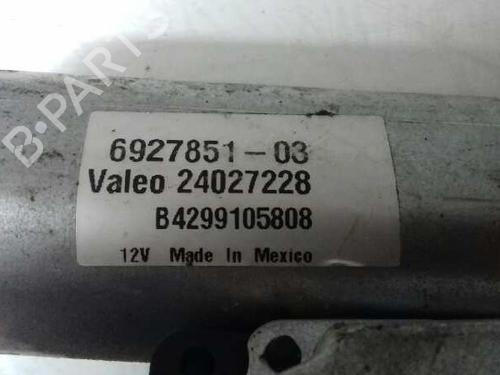 B-PARTS
6927851-03
Valeo 24027228
B4299105808
12V Made In Mexico